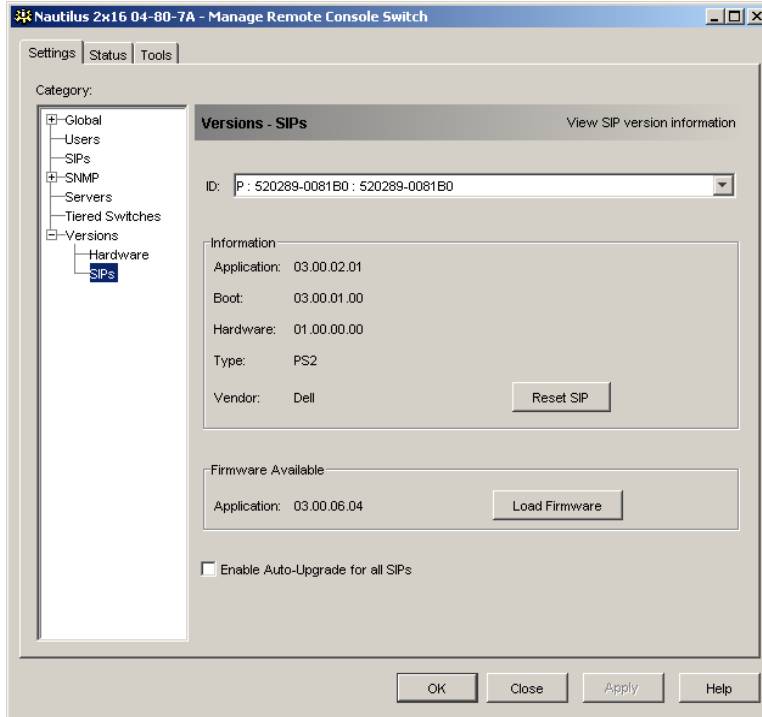 Nautilus 2x16 04-80-7A - Manage Remote Console Switch
Settings Status Tools
Category:
Global
Users
SIPs
SNMP
Servers
Tiered Switches
Versions
Hardware
SIPs
Versions - SIPs View SIP version information
ID: P : 520289-0081B0 : 520289-0081B0
Information
Application: 03.00.02.01
Boot: 03.00.01.00
Hardware: 01.00.00.00
Type: PS2
Vendor: Dell Reset SIP
Firmware Available
Application: 03.00.06.04 Load Firmware
Enable Auto-Upgrade for all SIPs
OK Close Apply Help